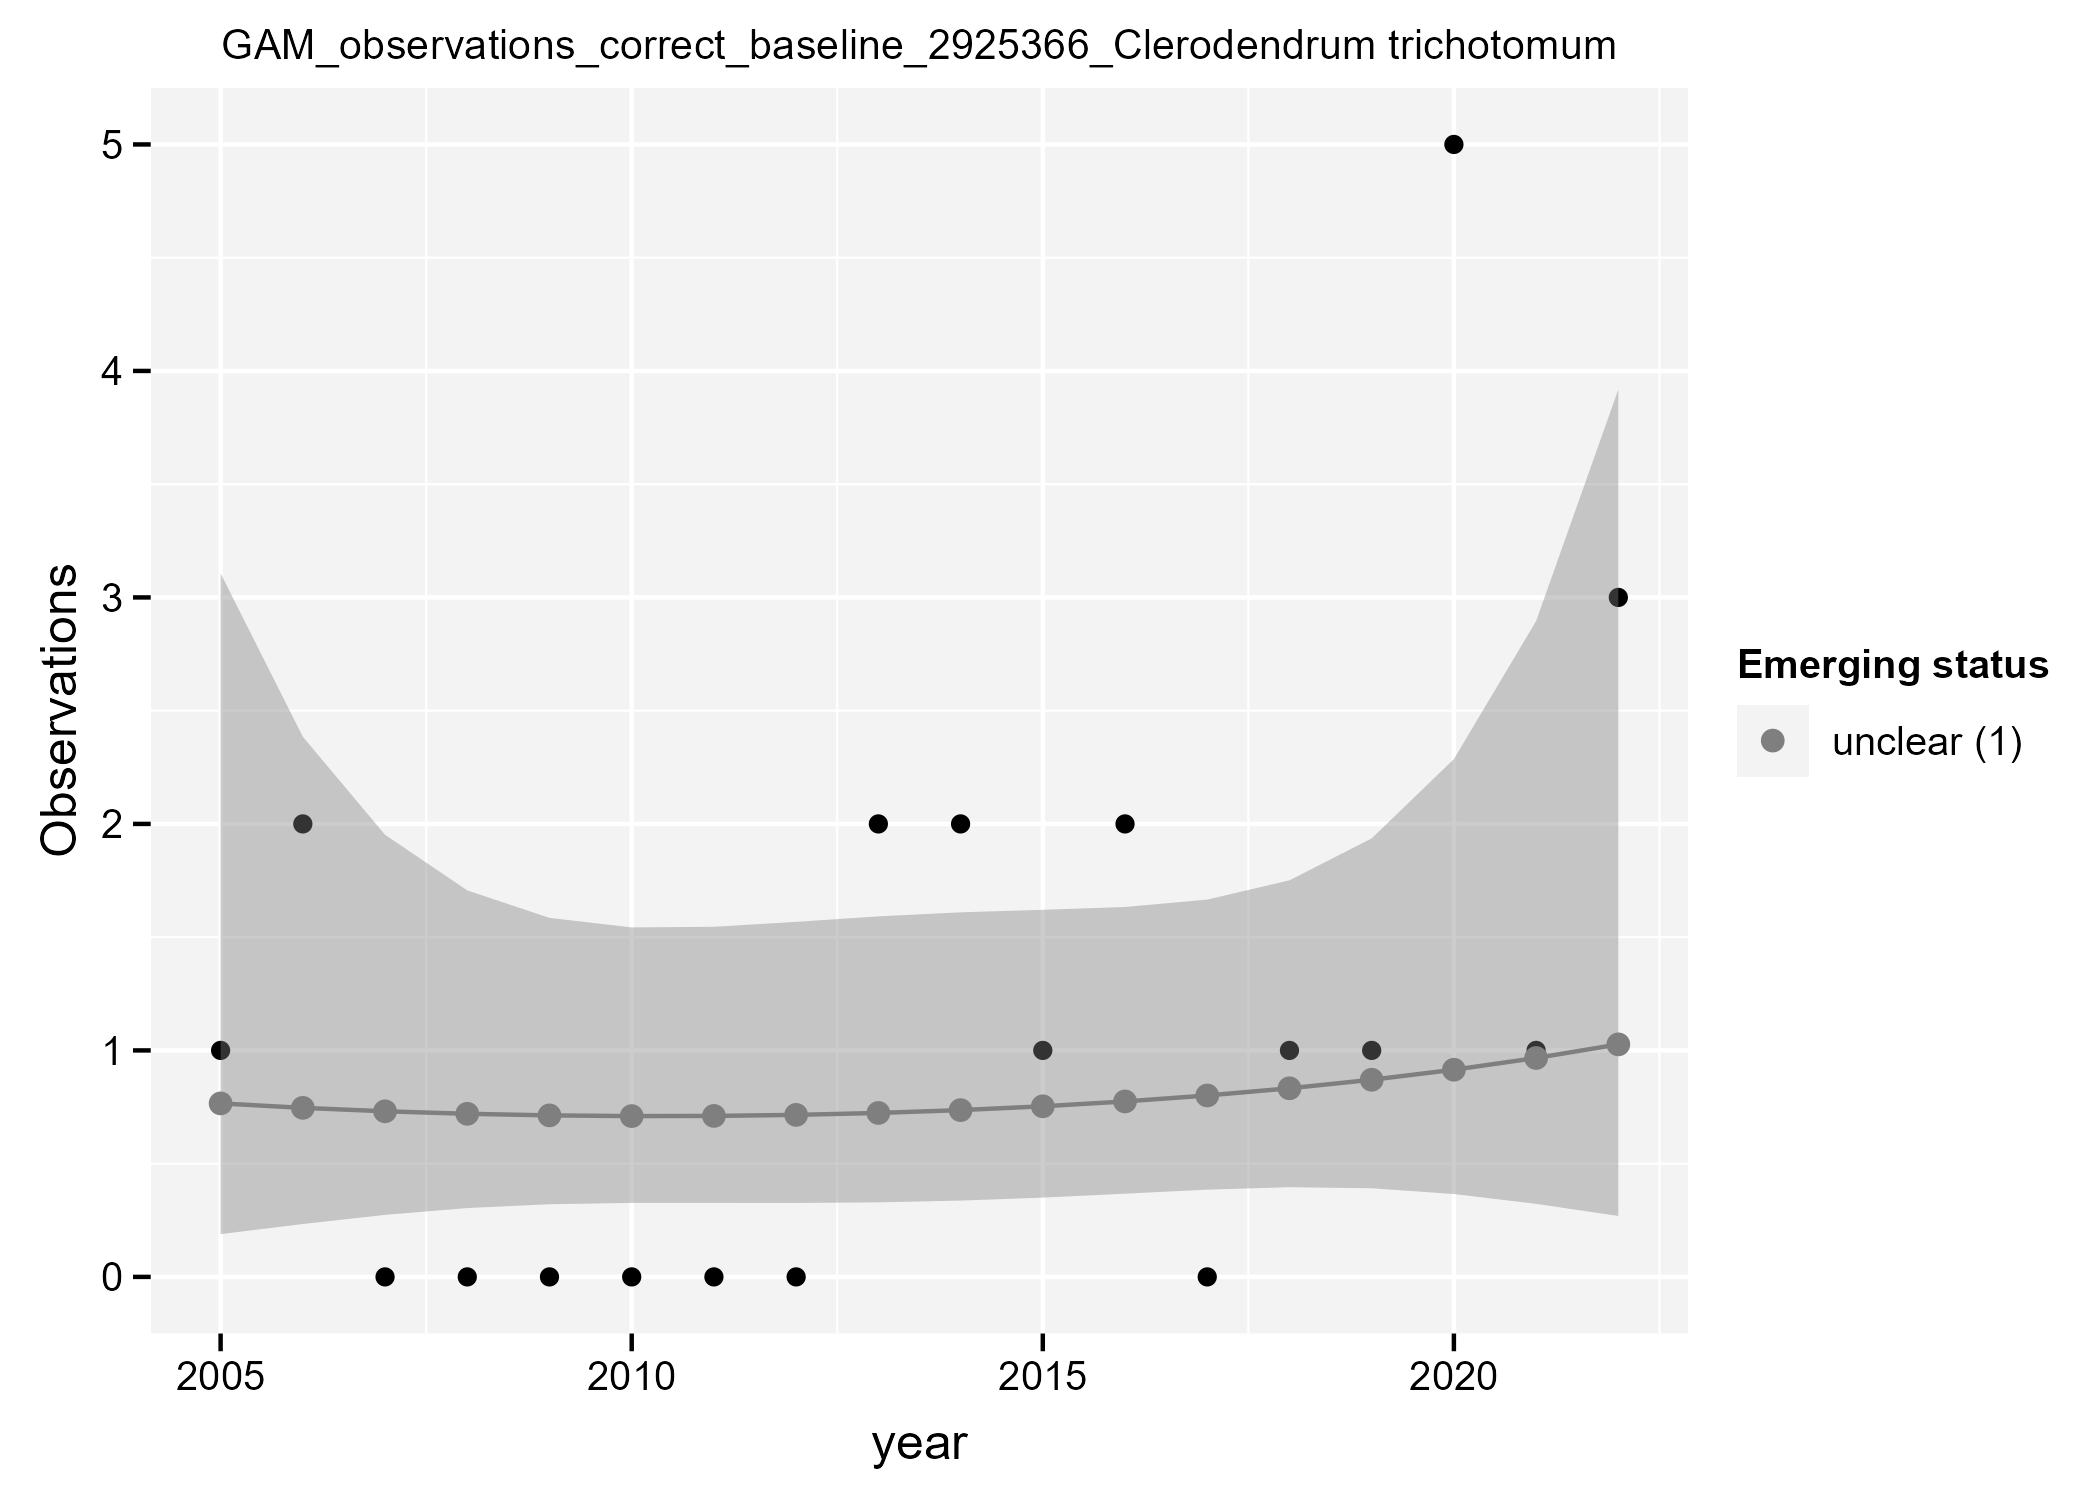 GAM_observations_correct_baseline_2925366_Clerodendrum trichotomum
5
4
3
2
1
0
Observations
2005
2010
2015
2020
year
Emerging status
unclear (1)